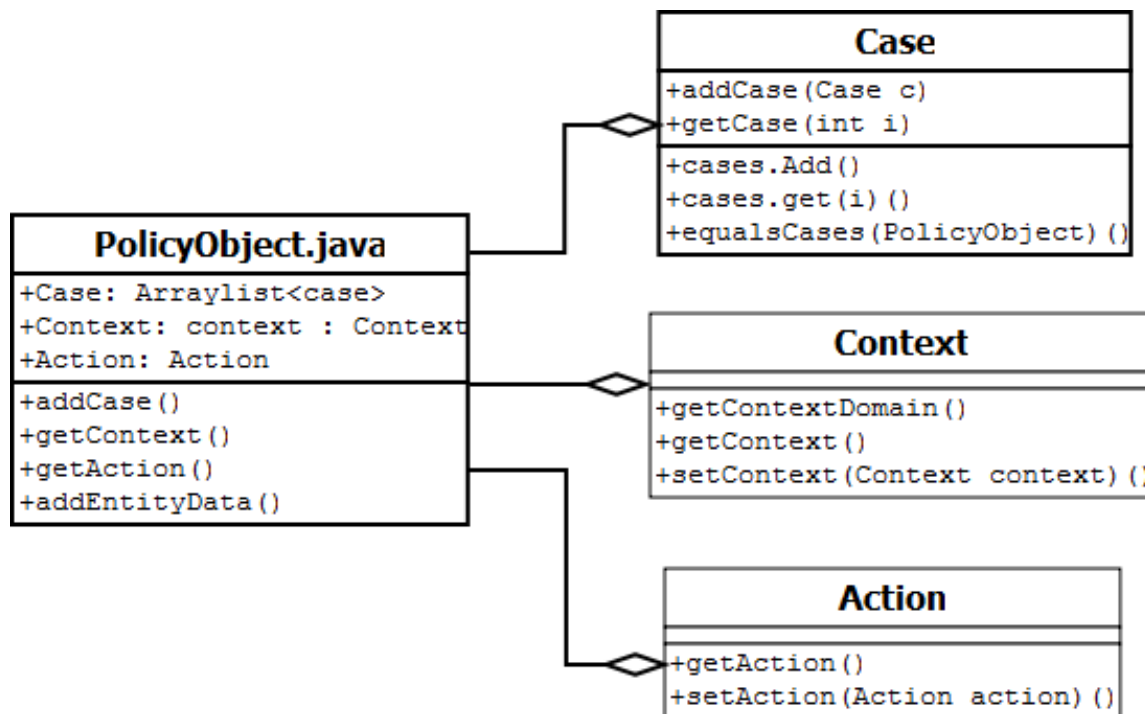 Case
+addCase(Case c)
+getCase(int i)
+cases.Add()
+cases.get(i)()
+equalsCases(PolicyObject)()
PolicyObject.java
+Case: Arraylist<case>
+Context: context : Context
+Action: Action
+addCase()
+getContext()
+getAction()
+addEntityData()
Context
+getContextDomain()
+getContext()
+setContext(Context context)()
Action
+getAction()
+setAction(Action action)()